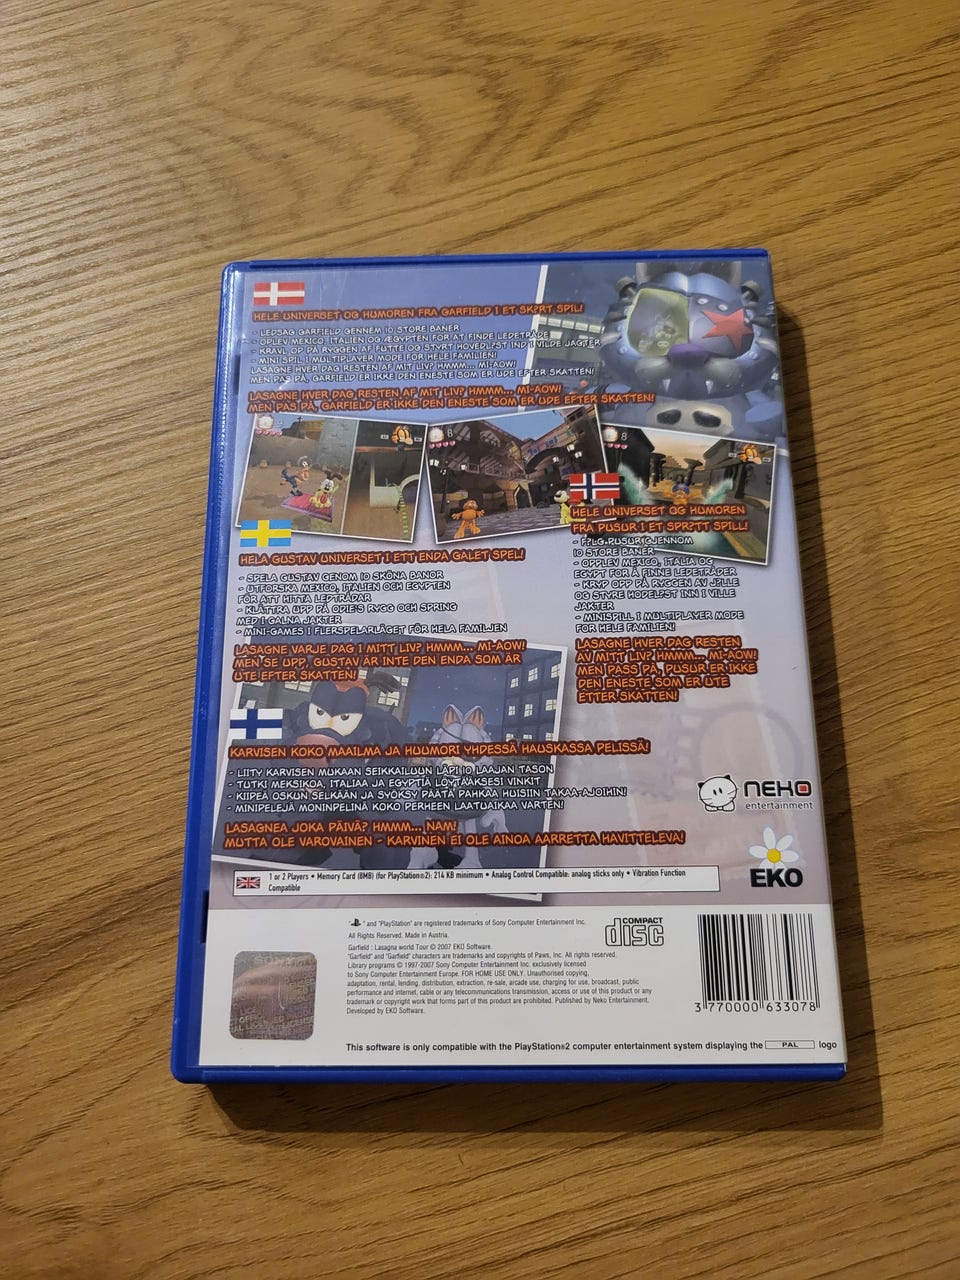 HELE UNIVERSET OG HUMOREN FRA GARFIELD I ET SK?RT SPIL!
- LEDSAG GARFIELD GENNEM 10 STORE BANER
- OPLEV MEXICO, ITALIEN OG ÆGYPTEN FOR AT FINDE LEDETRÅDE
- KRAVL OP PÅ RYGGEN AF FUTTE OG STYRT HOVEDL?ST IND I VILDE JAGTER
- MINI SPIL I MULTIPLAYER MODE FOR HELE FAMILIEN!
LASAGNE HVER DAG RESTEN AF MIT LIV? HMMM... MI-AOW!
MEN PAS PÅ, GARFIELD ER IKKE DEN ENESTE SOM ER UDE EFTER SKATTEN!
LASAGNE HVER DAG RESTEN AF MIT LIV? HMMM... MI-AOW!
MEN PAS PÅ, GARFIELD ER IKKE DEN ENESTE SOM ER UDE EFTER SKATTEN!
8
8
HELE UNIVERSET OG HUMOREN
FRA PUSUR I ET SPR?TT SPILL!
- F?LG PUSUR GJENNOM
10 STORE BANER
- OPPLEV MEXICO, ITALIA OG
EGYPT FOR Å FINNE LEDETRÅDER
- KRYP OPP PÅ RYGGEN AV J?LLE
OG STYRE HODEL?ST INN I VILLE
JAKTER
- MINISPILL I MULTIPLAYER MODE
FOR HELE FAMILIEN!
LASAGNE HVER DAG RESTEN
AV MITT LIV? HMMM... MI-AOW!
MEN PASS PÅ, PUSUR ER IKKE
DEN ENESTE SOM ER UTE
ETTER SKATTEN!
HELA GUSTAV UNIVERSET I ETT ENDA GALET SPEL!
- SPELA GUSTAV GENOM 10 SKÖNA BANOR
- UTFORSKA MEXICO, ITALIEN OCH EGYPTEN
FÖR ATT HITTA LEDTRÅDAR
- KLÄTTRA UPP PÅ ODIE'S RYGG OCH SPRING
MED I GALNA JAKTER
- MINI-GAMES I FLERSPELARLÄGET FÖR HELA FAMILJEN
LASAGNE VARJE DAG I MITT LIV? HMMM... MI-AOW!
MEN SE UPP, GUSTAV ÄR INTE DEN ENDA SOM ÄR
UTE EFTER SKATTEN!
KARVISEN KOKO MAAILMA JA HUUMORI YHDESSÄ HAUSKASSA PELISSÄ!
- LIITY KARVISEN MUKAAN SEIKKAILUUN LÄPI 10 LAAJAN TASON
- TUTKI MEKSIKOA, ITALIAA JA EGYPTIÄ LÖYTÄÄKSESI VINKIT
- KIIPEÄ OSKUN SELKÄÄN JA SYÖKSY PÄÄTÄ PAHKAA HUISIIN TAKAA-AJOIHIN!
- MINIPELEJÄ MONINPELINÄ KOKO PERHEEN LAATUAIKAA VARTEN!
LASAGNEA JOKA PÄIVÄ? HMMM... NAM!
MUTTA OLE VAROVAINEN - KARVINEN EI OLE AINOA AARRETTA HAVITTELEVA!
NEKO
entertainment
EKO
1 or 2 Players • Memory Card (8MB) (for PlayStation®2): 214 KB minimum • Analog Control Compatible: analog sticks only • Vibration Function
Compatible
" and "PlayStation" are registered trademarks of Sony Computer Entertainment Inc.
All Rights Reserved. Made in Austria.
COMPACT
disc
Garfield : Lasagna world Tour © 2007 EKO Software.
"Garfield" and "Garfield" characters are trademarks and copyrights of Paws, Inc. All rights reserved.
Library programs © 1997-2007 Sony Computer Entertainment Inc. exclusively licensed
to Sony Computer Entertainment Europe. FOR HOME USE ONLY. Unauthorised copying,
adaptation, rental, lending, distribution, extraction, re-sale, arcade use, charging for use, broadcast, public
performance and internet, cable or any telecommunications transmission, access or use of this product or any
trademark or copyright work that forms part of this product are prohibited. Published by Neko Entertainment.
Developed by EKO Software.
SONY
3 770000 633078
This software is only compatible with the PlayStation®2 computer entertainment system displaying the PAL logo